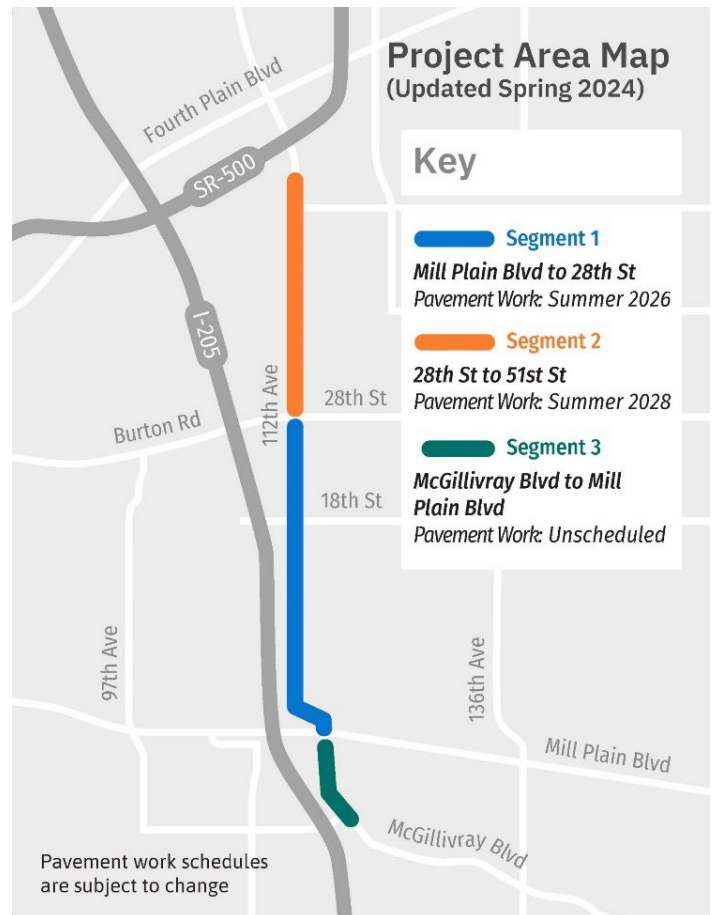 Project Area Map
(Updated Spring 2024)
Fourth Plain Blvd
Key
SR-500
Segment 1
Mill Plain Blvd to 28th St
Pavement Work: Summer 2026
I-205
Segment 2
28th St to 51st St
Pavement Work: Summer 2028
112th Ave
28th St
Burton Rd
Segment 3
McGillivray Blvd to Mill
Plain Blvd
Pavement Work: Unscheduled
18th St
97th Ave
136th Ave
Mill Plain Blvd
McGillivray Blvd
Pavement work schedules
are subject to change